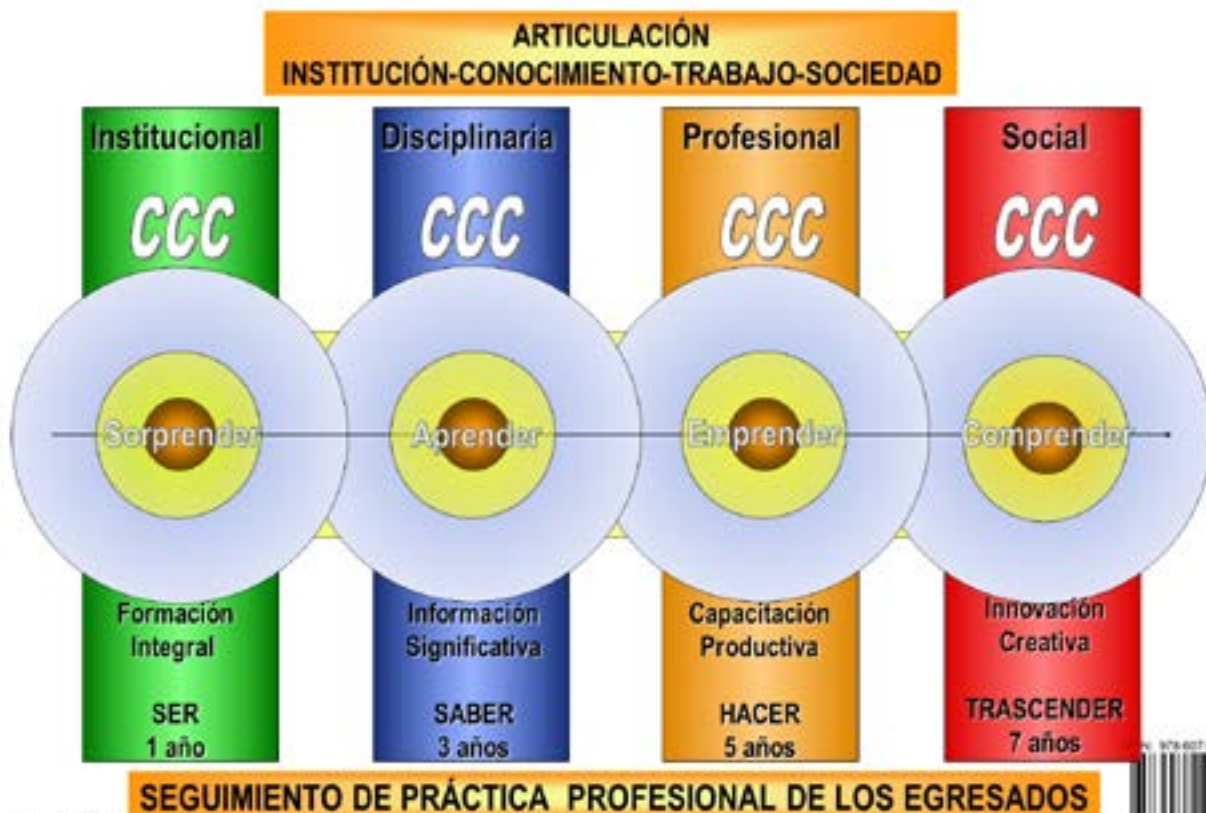 ARTICULACIÓN
INSTITUCIÓN-CONOCIMIENTO-TRABAJO-SOCIEDAD
Institucional
CCC
Sorprender
Formación
Integral
SER
1 año
Disciplinaria
CCC
Aprender
Información
Significativa
SABER
3 años
Profesional
CCC
Emprender
Capacitación
Productiva
HACER
5 años
Social
CCC
Comprender
Innovación
Creativa
TRASCENDER
7 años
SEGUIMIENTO DE PRÁCTICA PROFESIONAL DE LOS EGRESADOS